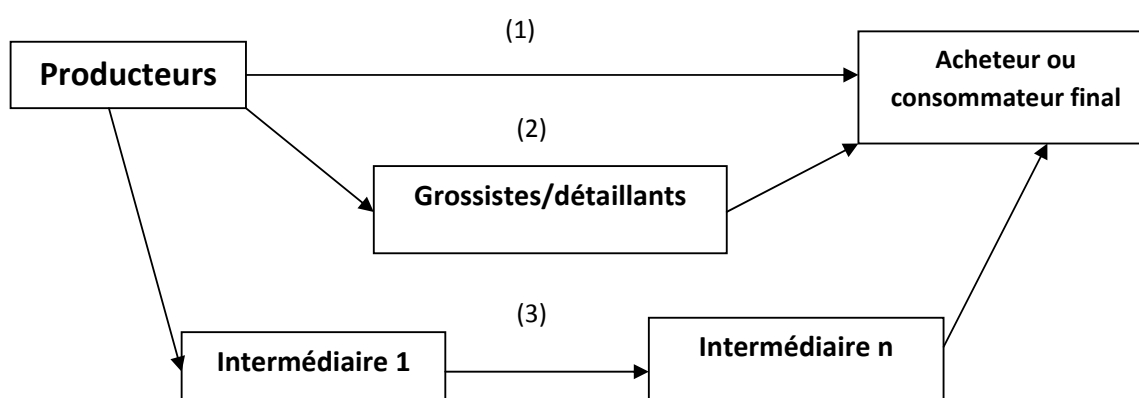 (1)
Producteurs
Acheteur ou
consommateur final
(2)
Grossistes/détaillants
(3)
Intermédiaire 1
Intermédiaire n